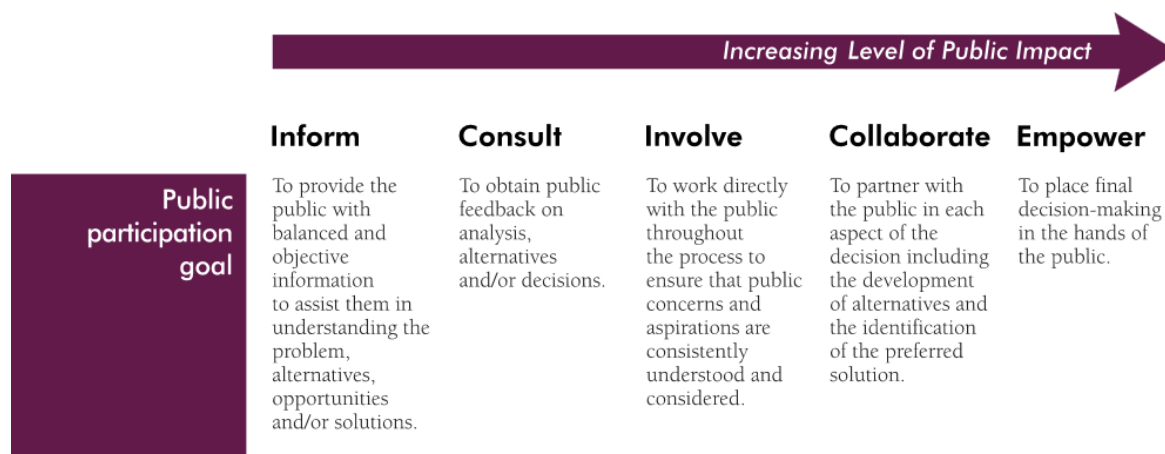 Increasing Level of Public Impact
Inform
Consult
Involve
Collaborate
Empower
Public
participation
goal
To provide the
public with
balanced and
objective
information
to assist them in
understanding the
problem,
alternatives,
opportunities
and/or solutions.
To obtain public
feedback on
analysis,
alternatives
and/or decisions.
To work directly
with the public
throughout
the process to
ensure that public
concerns and
aspirations are
consistently
understood and
considered.
To partner with
the public in each
aspect of the
decision including
the development
of alternatives and
the identification
of the preferred
solution.
To place final
decision-making
in the hands of
the public.